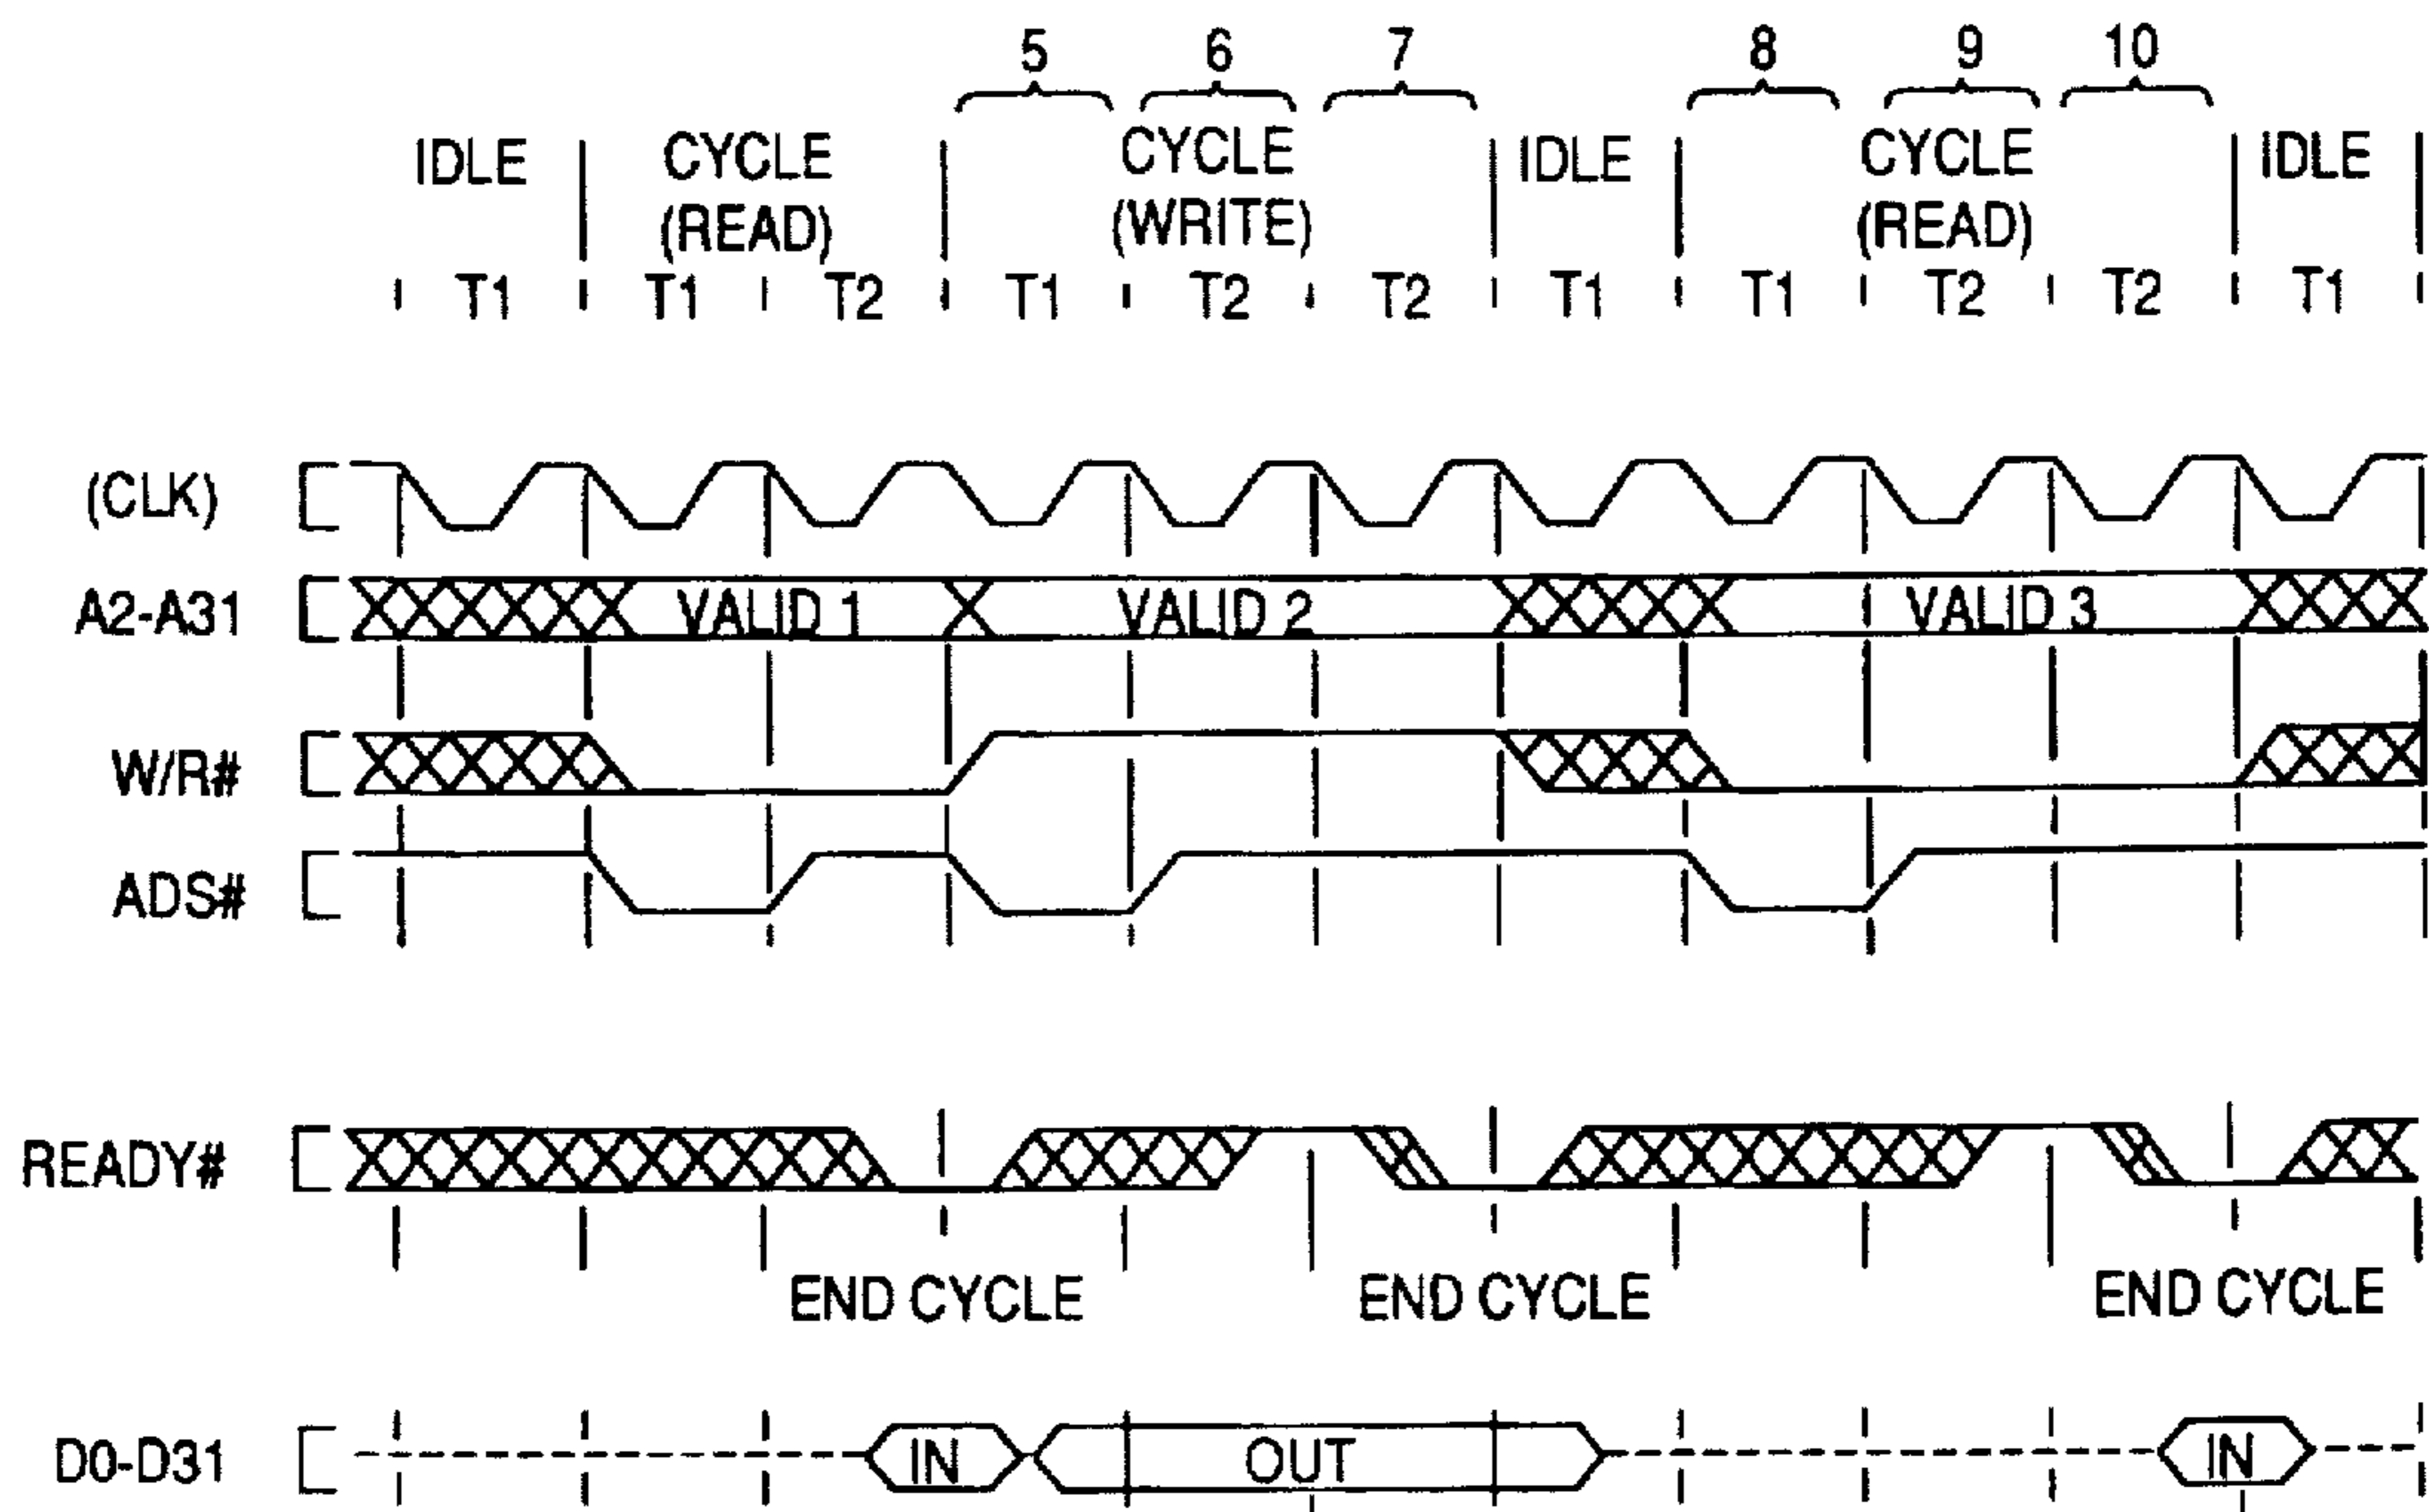 5 6 7 8 9 10
IDLE CYCLE CYCLE IDLE CYCLE IDLE
(READ) (WRITE) (READ)
T1 T1 T2 T1 T2 T2 T1 T1 T2 T2 T1
(CLK)
A2-A31 VALID 1 VALID 2 VALID 3
W/R#
ADS#
READY#
END CYCLE END CYCLE END CYCLE
D0-D31 IN OUT IN